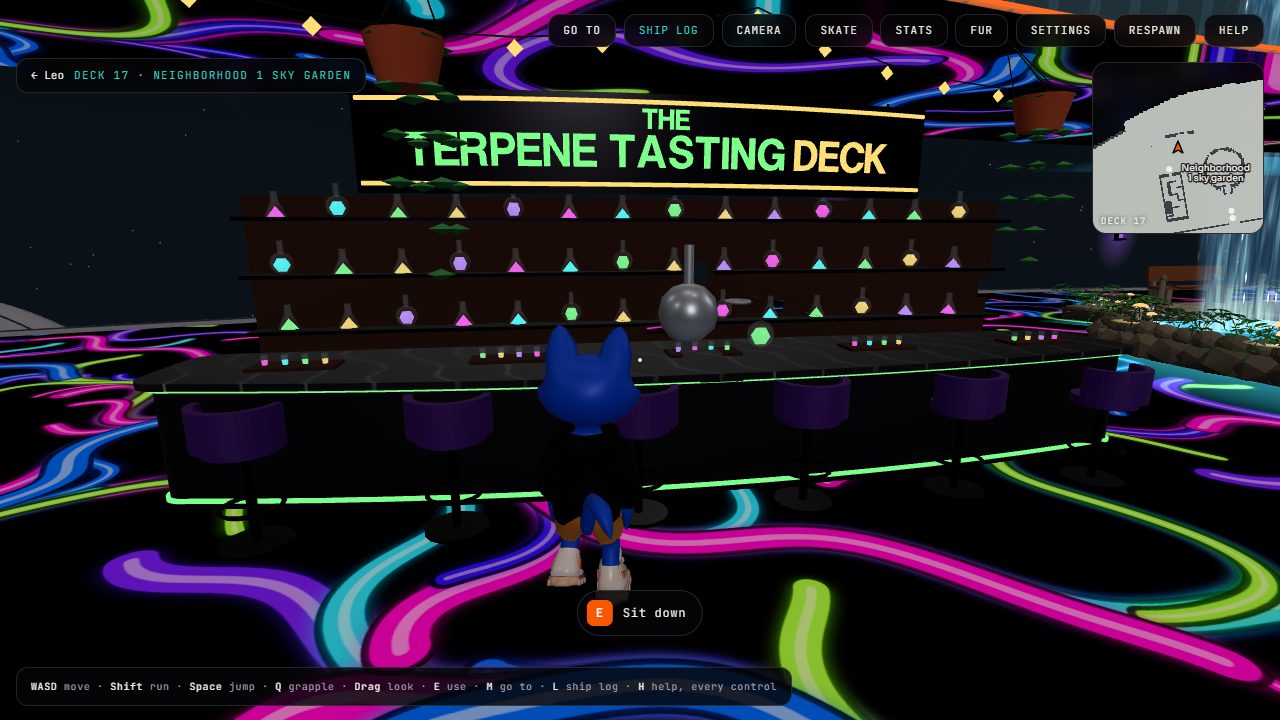 GO TO
SHIP LOG
CAMERA
SKATE
STATS
FUR
SETTINGS
RESPAWN
HELP
← Leo DECK 17 · NEIGHBORHOOD 1 SKY GARDEN
THE
TERPENE TASTING DECK
Neighborhood
1 sky garden
DECK 17
E Sit down
WASD move · Shift run · Space jump · Q grapple · Drag look · E use · M go to · L ship log · H help, every control